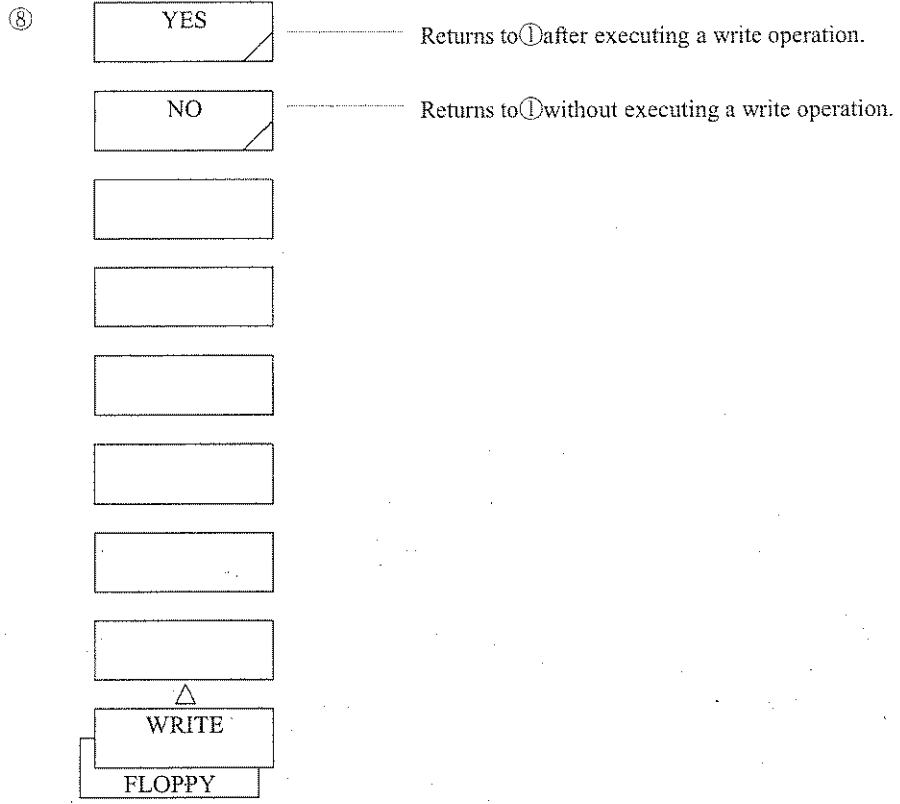 ⑧
YES
Returns to①after executing a write operation.
NO
Returns to①without executing a write operation.
△
WRITE
FLOPPY